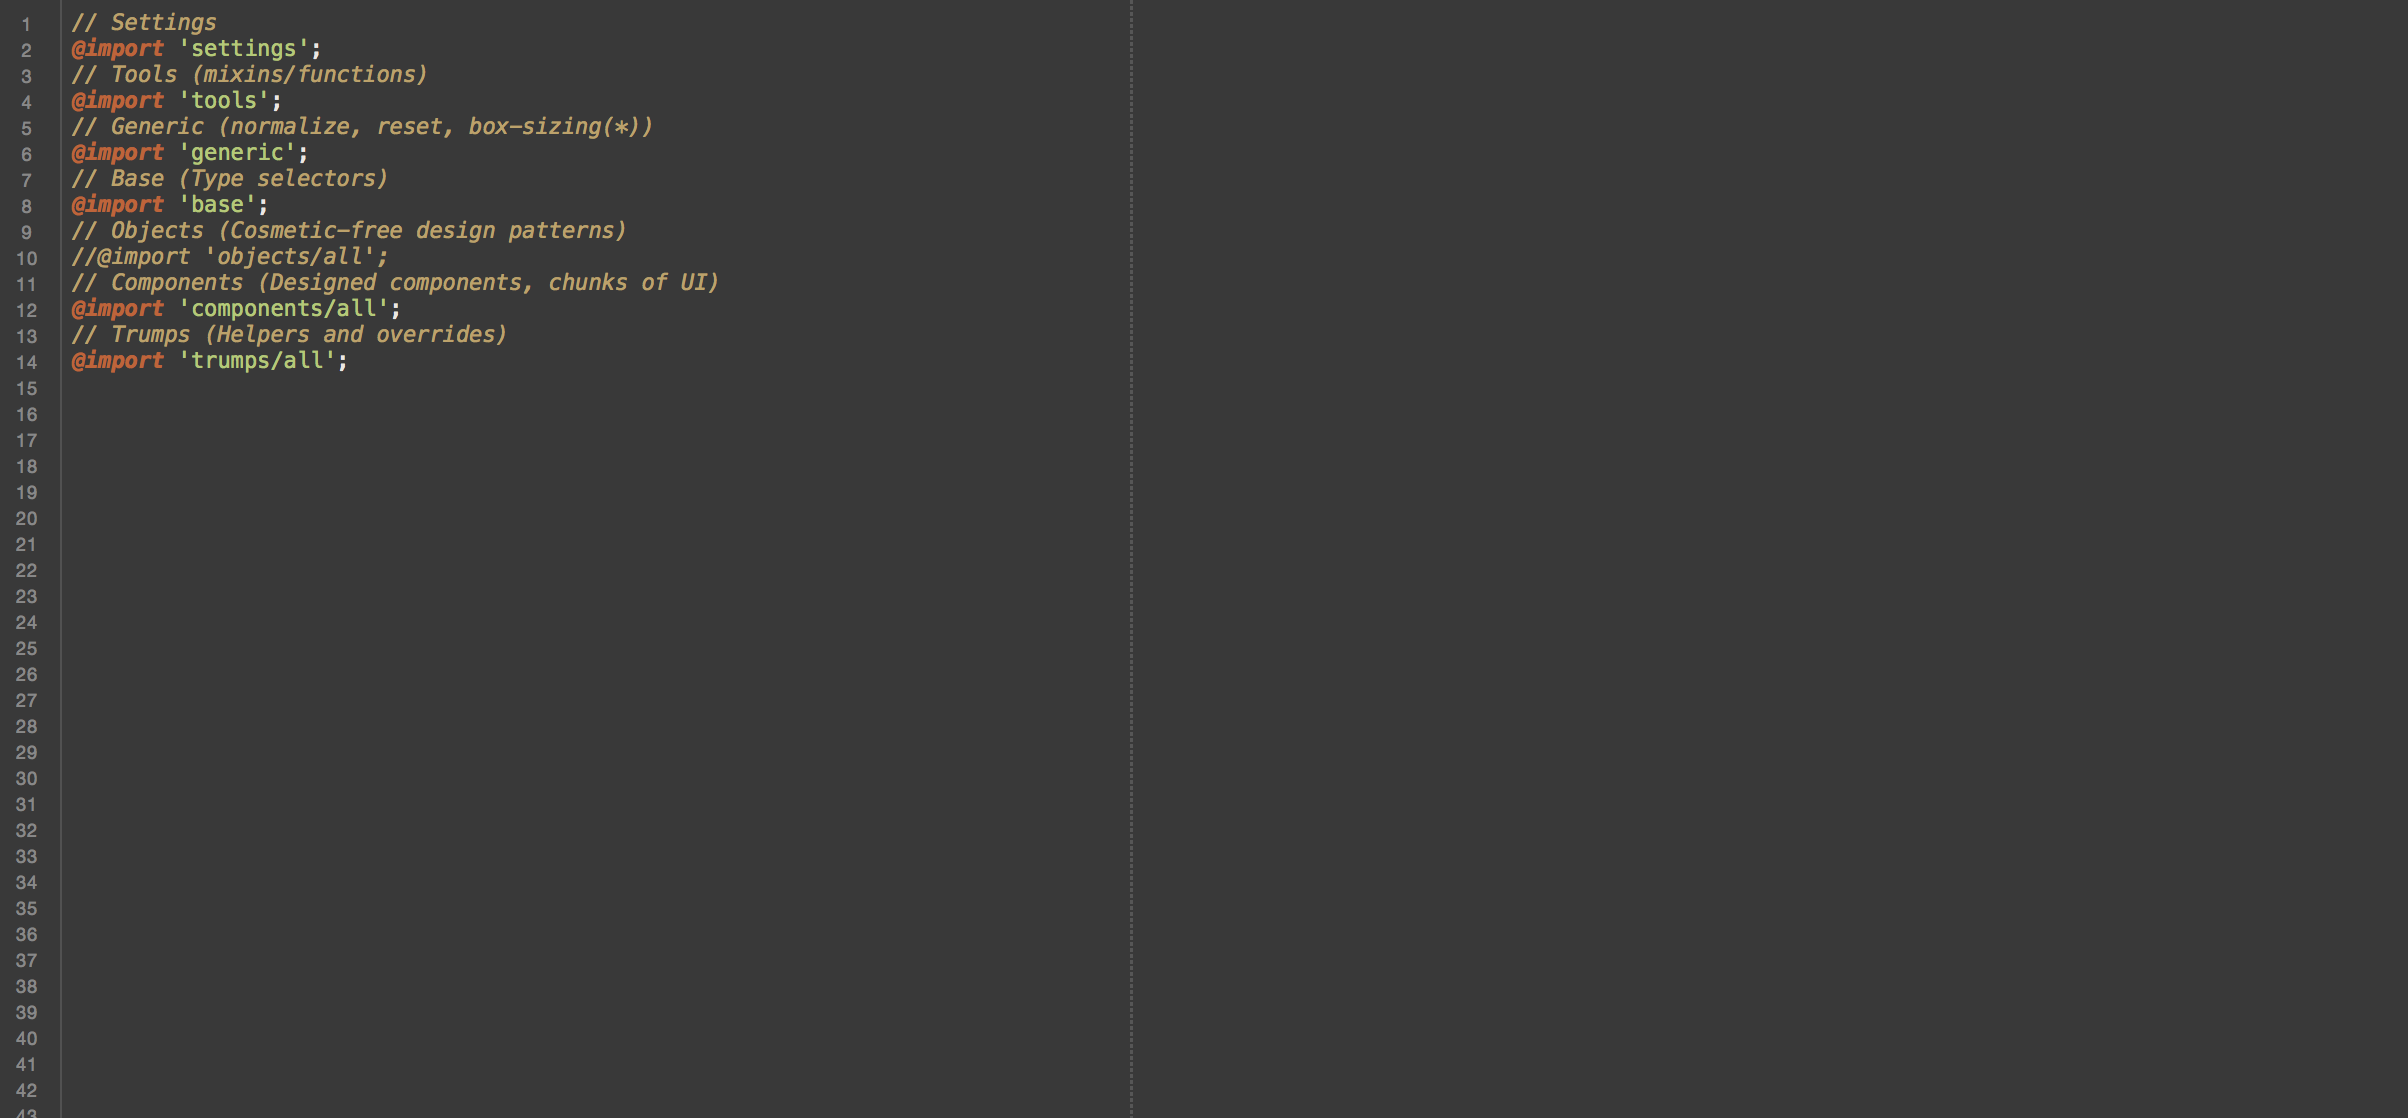 1 // Settings
2 @import 'settings';
3 // Tools (mixins/functions)
4 @import 'tools';
5 // Generic (normalize, reset, box-sizing(*))
6 @import 'generic';
7 // Base (Type selectors)
8 @import 'base';
9 // Objects (Cosmetic-free design patterns)
10 //@import 'objects/all';
11 // Components (Designed components, chunks of UI)
12 @import 'components/all';
13 // Trumps (Helpers and overrides)
14 @import 'trumps/all';
15
16
17
18
19
20
21
22
23
24
25
26
27
28
29
30
31
32
33
34
35
36
37
38
39
40
41
42
43